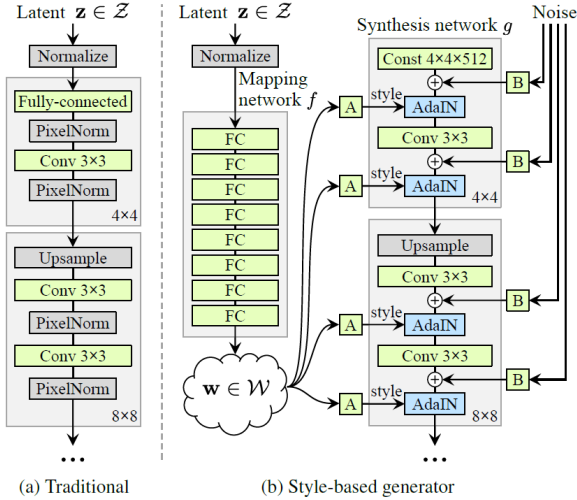 Latent z ∈ 𝒵
Normalize
Fully-connected
PixelNorm
Conv 3×3
PixelNorm
4×4
Upsample
Conv 3×3
PixelNorm
Conv 3×3
PixelNorm
8×8
...
(a) Traditional
Latent z ∈ 𝒵
Normalize
Mapping
network f
FC
FC
FC
FC
FC
FC
FC
FC
w ∈ 𝒲
Synthesis network g
Noise
Const 4×4×512
B
A
style
AdaIN
Conv 3×3
B
A
style
AdaIN
4×4
Upsample
Conv 3×3
B
A
style
AdaIN
Conv 3×3
B
A
style
AdaIN
8×8
...
(b) Style-based generator